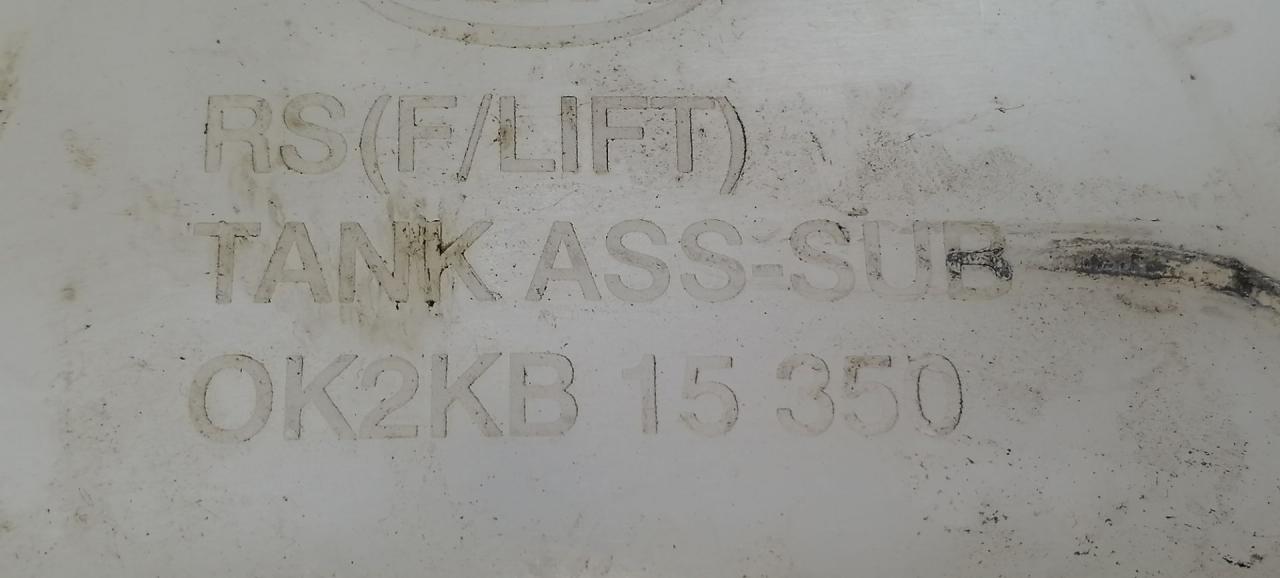 RS(F/LIFT)
TANK ASS-SUB
OK2KB 15 350